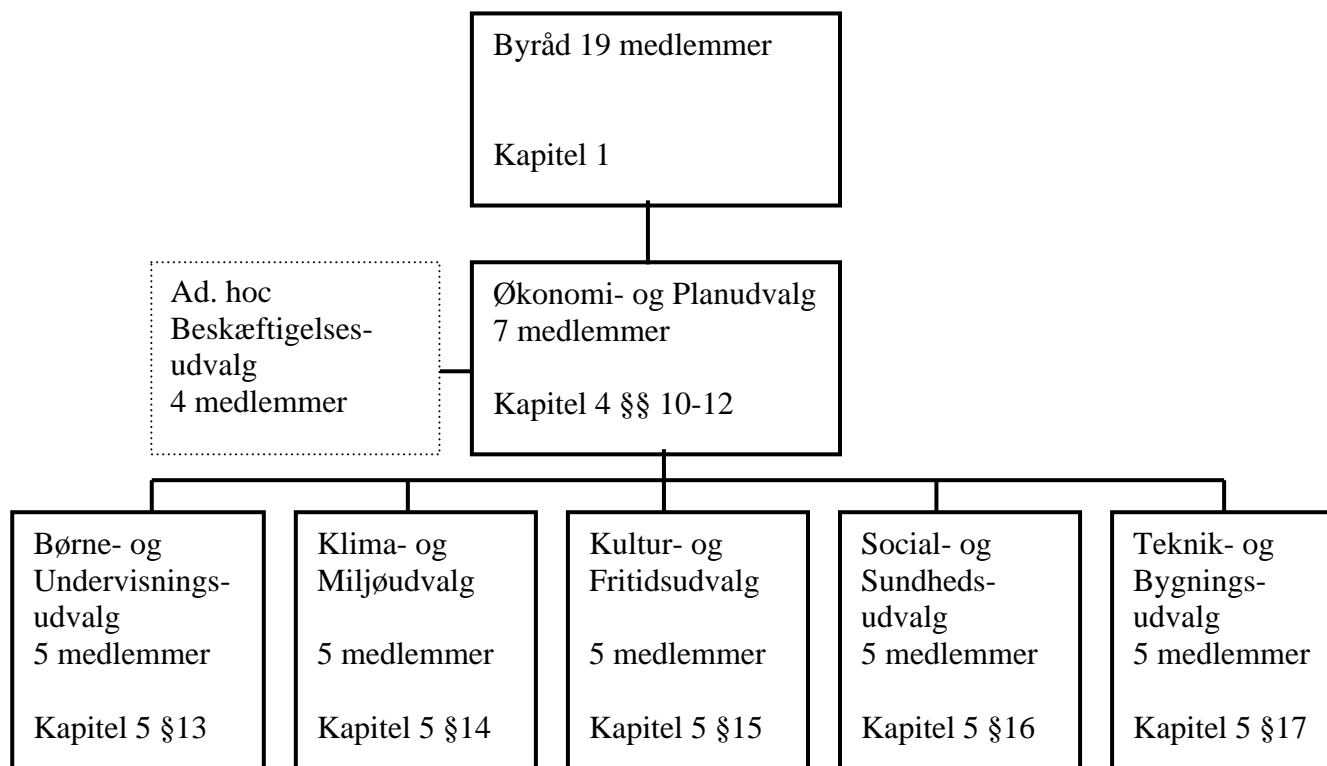 Byråd 19 medlemmer
Kapitel 1
Ad. hoc
Beskæftigelses-
udvalg
4 medlemmer
Økonomi- og Planudvalg
7 medlemmer
Kapitel 4 §§ 10-12
Børne- og
Undervisnings-
udvalg
5 medlemmer
Kapitel 5 §13
Klima- og
Miljøudvalg
5 medlemmer
Kapitel 5 §14
Kultur- og
Fritidsudvalg
5 medlemmer
Kapitel 5 §15
Social- og
Sundheds-
udvalg
5 medlemmer
Kapitel 5 §16
Teknik- og
Bygnings-
udvalg
5 medlemmer
Kapitel 5 §17